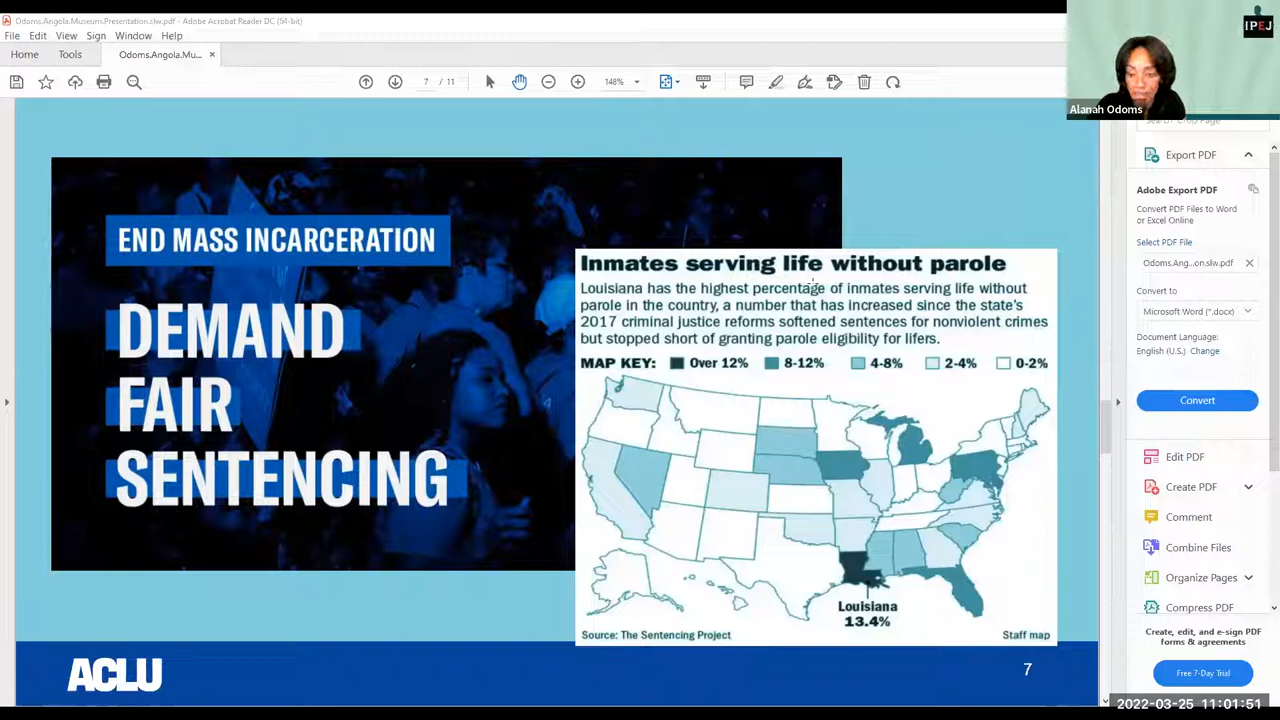 Odoms.Angola.Museum.Presentation.slw.pdf - Adobe Acrobat Reader DC (64-bit)
File Edit View Sign Window Help
Home Tools Odoms.Angola.Mu... ×
7 / 11 148%
IPEJ
Alanah Odoms
END MASS INCARCERATION
DEMAND
FAIR
SENTENCING
Inmates serving life without parole
Louisiana has the highest percentage of inmates serving life without
parole in the country, a number that has increased since the state's
2017 criminal justice reforms softened sentences for nonviolent crimes
but stopped short of granting parole eligibility for lifers.
MAP KEY: Over 12% 8-12% 4-8% 2-4% 0-2%
Louisiana
13.4%
Source: The Sentencing Project Staff map
ACLU
7
Search 'Crop Page'
Export PDF
Adobe Export PDF
Convert PDF Files to Word
or Excel Online
Select PDF File
Odoms.Ang...on.slw.pdf ×
Convert to
Microsoft Word (*.docx)
Document Language:
English (U.S.) Change
Convert
Edit PDF
Create PDF
Comment
Combine Files
Organize Pages
Compress PDF
Create, edit, and e-sign PDF
forms & agreements
Free 7-Day Trial
2022-03-25 11:01:51